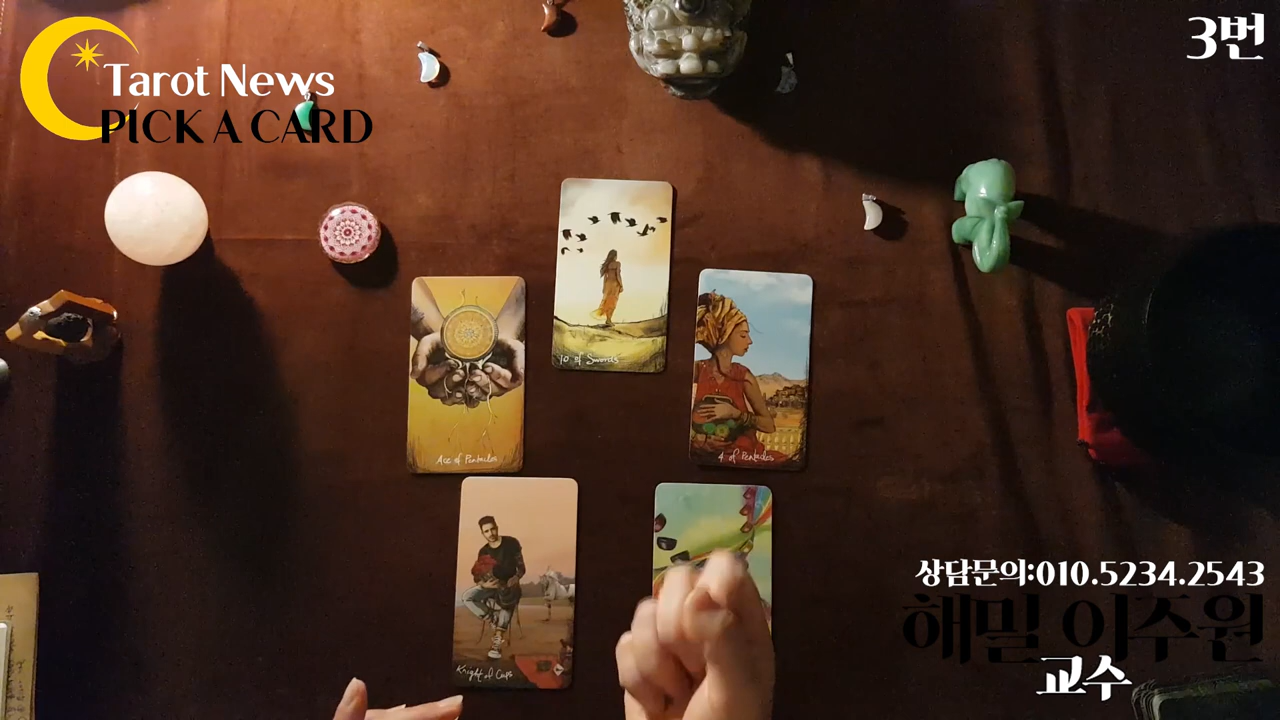 Tarot News
PICK A CARD
3번
10 of Swords
Ace of Pentacles
4 of Pentacles
Knight of Cups
상담문의:010.5234.2543
해밀 이주원
교수